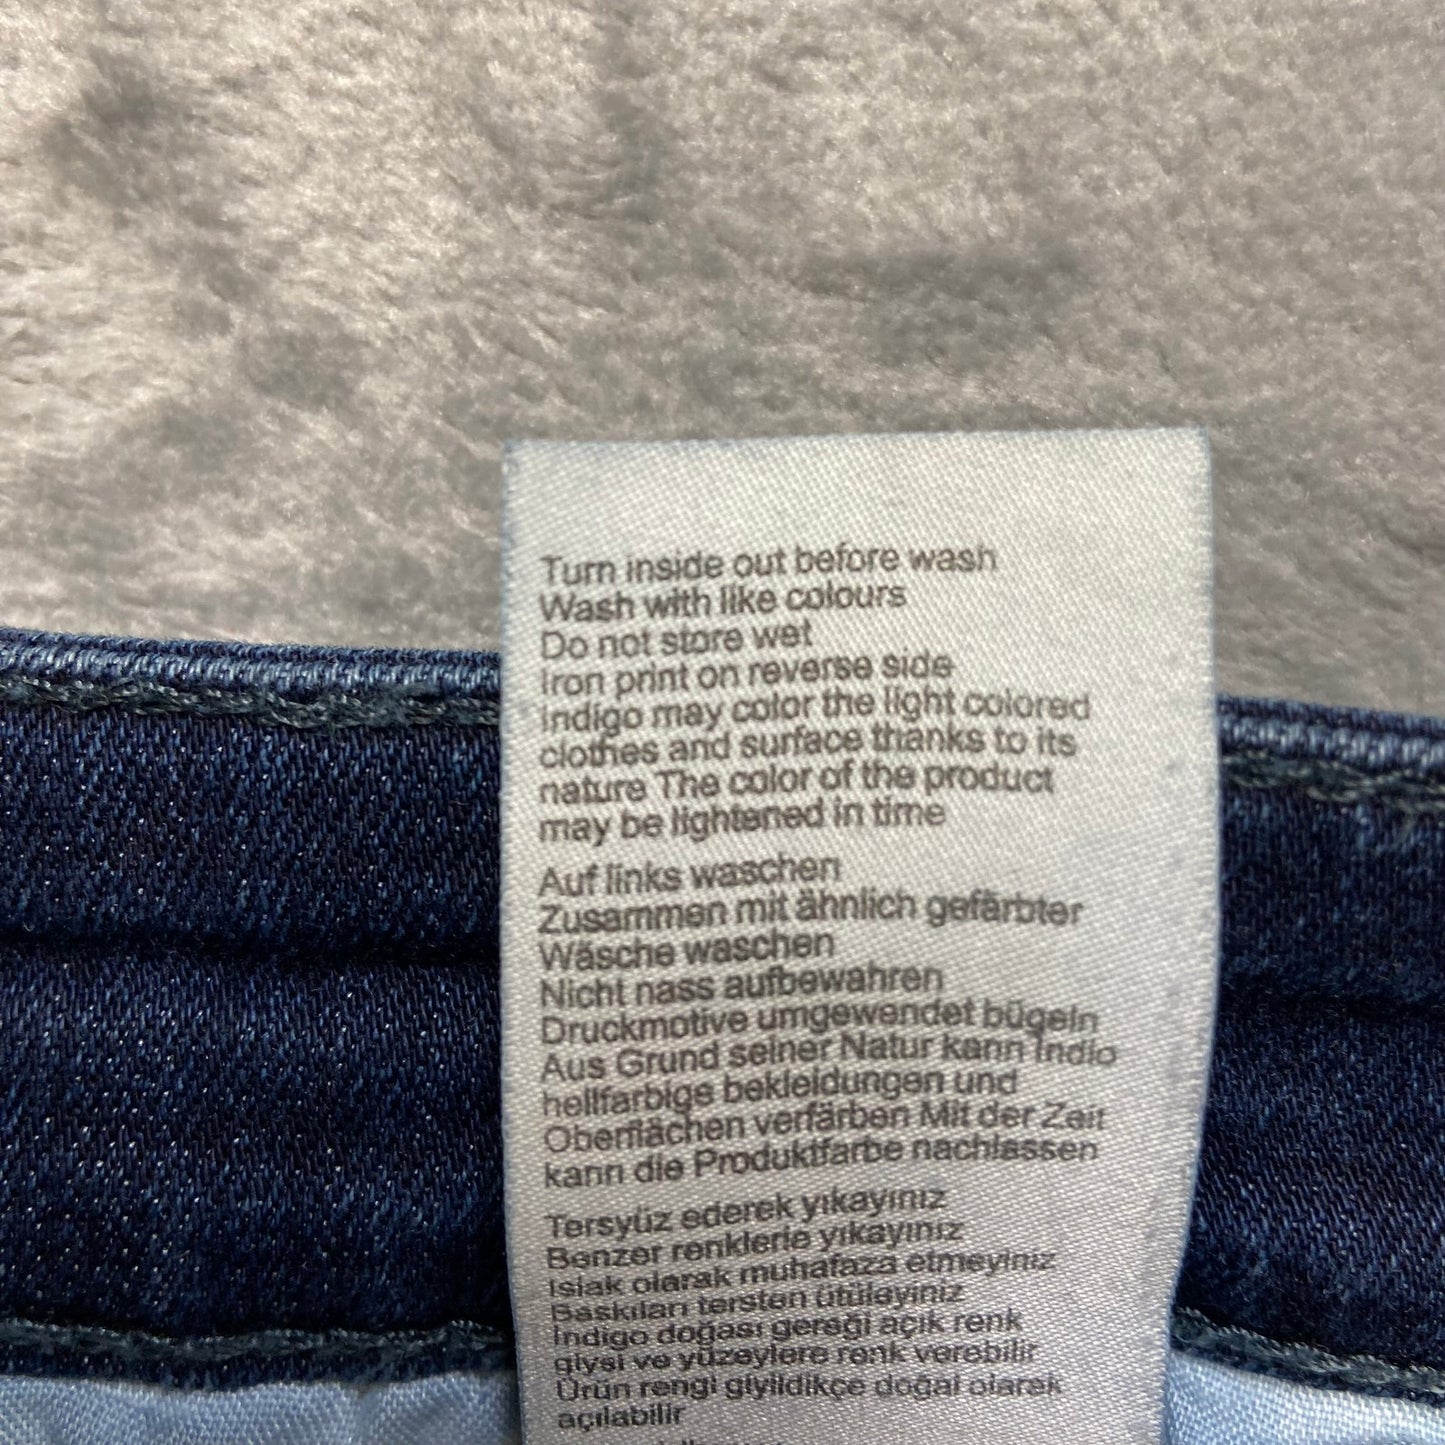 Turn inside out before wash
Wash with like colours
Do not store wet
Iron print on reverse side
Indigo may color the light colored
clothes and surface thanks to its
nature The color of the product
may be lightened in time
Auf links waschen
Zusammen mit ähnlich gefärbter
Wäsche waschen
Nicht nass aufbewahren
Druckmotive umgewendet bügeln
Aus Grund seiner Natur kann Indio
hellfarbige bekleidungen und
Oberflächen verfärben Mit der Zeit
kann die Produktfarbe nachlassen
Tersyüz ederek yıkayınız
Benzer renklerle yıkayınız
Islak olarak muhafaza etmeyiniz
Baskıları tersten ütüleyiniz
İndigo doğası gereği açık renk
giysi ve yüzeylere renk verebilir
Ürün rengi giyildikçe doğal olarak
açılabilir